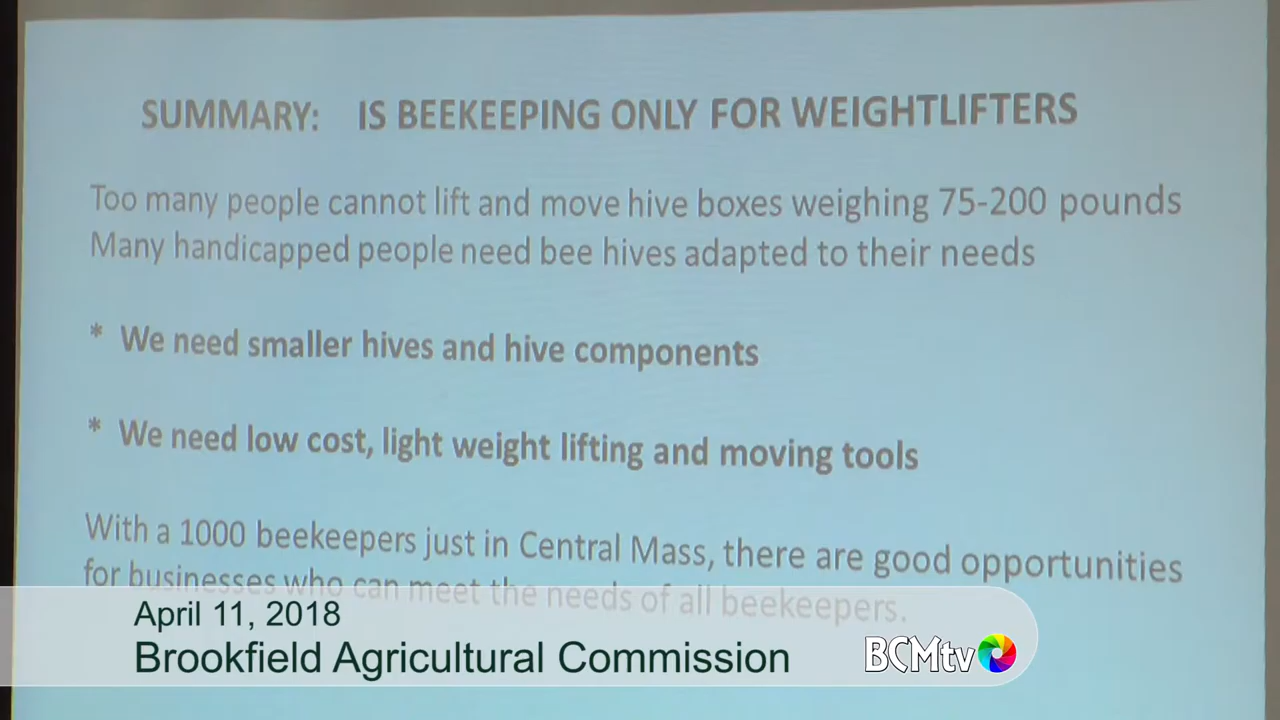 SUMMARY: IS BEEKEEPING ONLY FOR WEIGHTLIFTERS
Too many people cannot lift and move hive boxes weighing 75-200 pounds
Many handicapped people need bee hives adapted to their needs
* We need smaller hives and hive components
* We need low cost, light weight lifting and moving tools
With a 1000 beekeepers just in Central Mass, there are good opportunities
for businesses who can meet the needs of all beekeepers.
April 11, 2018
Brookfield Agricultural Commission
BCMtv